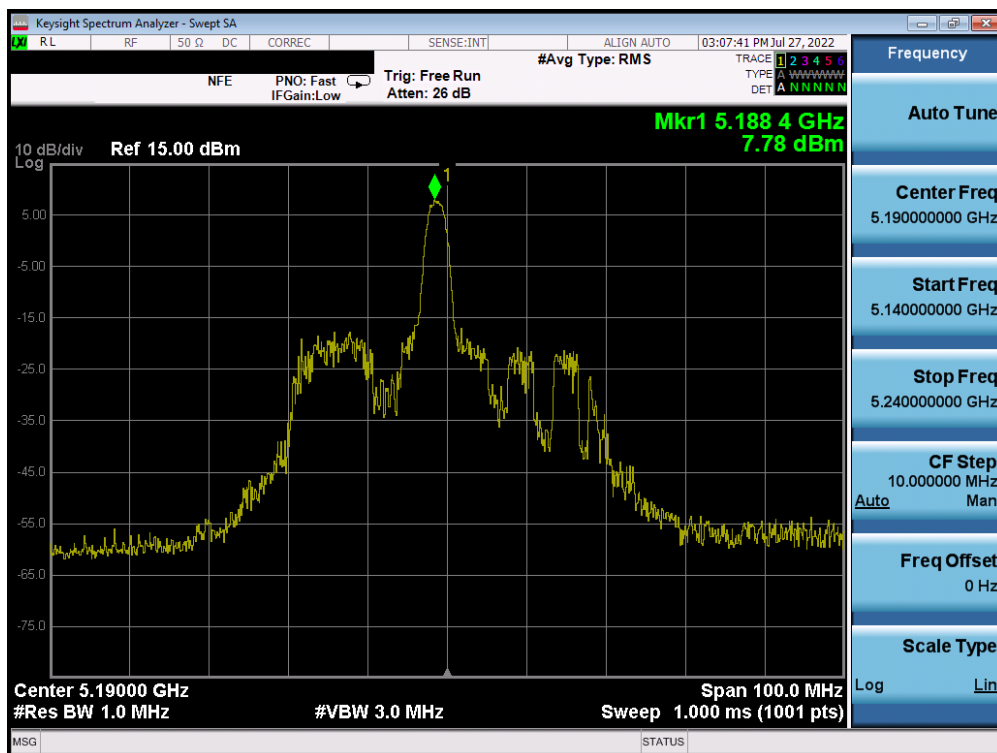 Keysight Spectrum Analyzer - Swept SA
LXI RL RF 50 Ω DC CORREC SENSE:INT ALIGN AUTO 03:07:41 PM Jul 27, 2022
NFE PNO: Fast IFGain:Low Trig: Free Run Atten: 26 dB #Avg Type: RMS
TRACE 1 2 3 4 5 6
TYPE A WWWWW
DET A N N N N N
Mkr1 5.188 4 GHz
7.78 dBm
10 dB/div Ref 15.00 dBm
Log
1
5.00
-5.00
-15.0
-25.0
-35.0
-45.0
-55.0
-65.0
-75.0
Center 5.19000 GHz Span 100.0 MHz
#Res BW 1.0 MHz #VBW 3.0 MHz Sweep 1.000 ms (1001 pts)
MSG STATUS
Frequency
Auto Tune
Center Freq
5.190000000 GHz
Start Freq
5.140000000 GHz
Stop Freq
5.240000000 GHz
CF Step
10.000000 MHz
Auto Man
Freq Offset
0 Hz
Scale Type
Log Lin